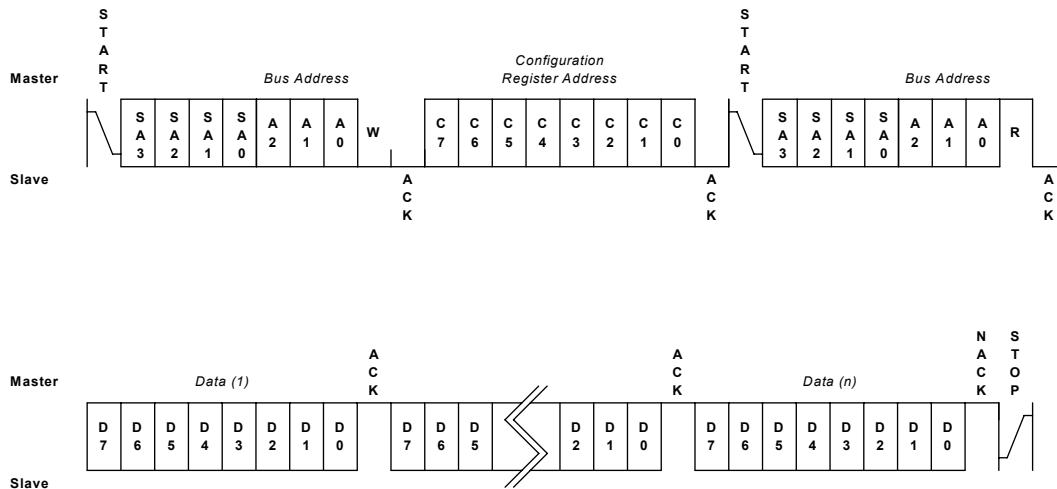 START START
Configuration
Master Bus Address Register Address Bus Address
SA3 SA2 SA1 SA0 A2 A1 A0 W C7 C6 C5 C4 C3 C2 C1 C0 SA3 SA2 SA1 SA0 A2 A1 A0 R
Slave
ACK ACK ACK
ACK ACK NACK STOP
Master Data (1) Data (n)
D7 D6 D5 D4 D3 D2 D1 D0 D7 D6 D5 D2 D1 D0 D7 D6 D5 D4 D3 D2 D1 D0
Slave